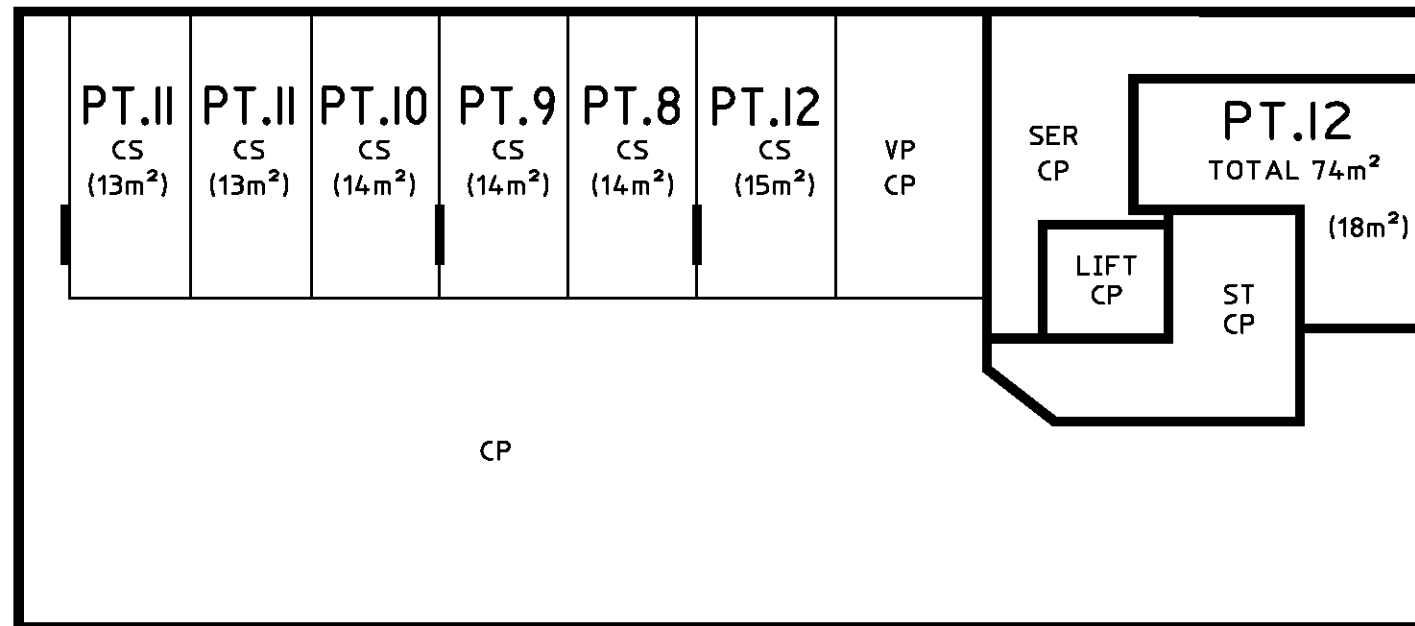 PT.11
CS
(13m²)
PT.11
CS
(13m²)
PT.10
CS
(14m²)
PT.9
CS
(14m²)
PT.8
CS
(14m²)
PT.12
CS
(15m²)
VP
CP
SER
CP
PT.12
TOTAL 74m²
(18m²)
LIFT
CP
ST
CP
CP